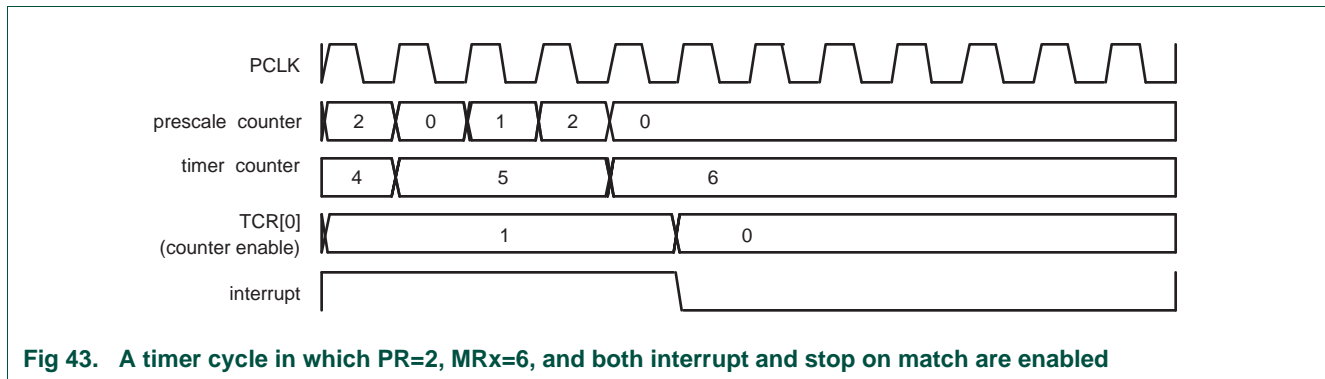 PCLK
prescale counter 2 0 1 2 0
timer counter 4 5 6
TCR[0]
(counter enable) 1 0
interrupt
Fig 43. A timer cycle in which PR=2, MRx=6, and both interrupt and stop on match are enabled